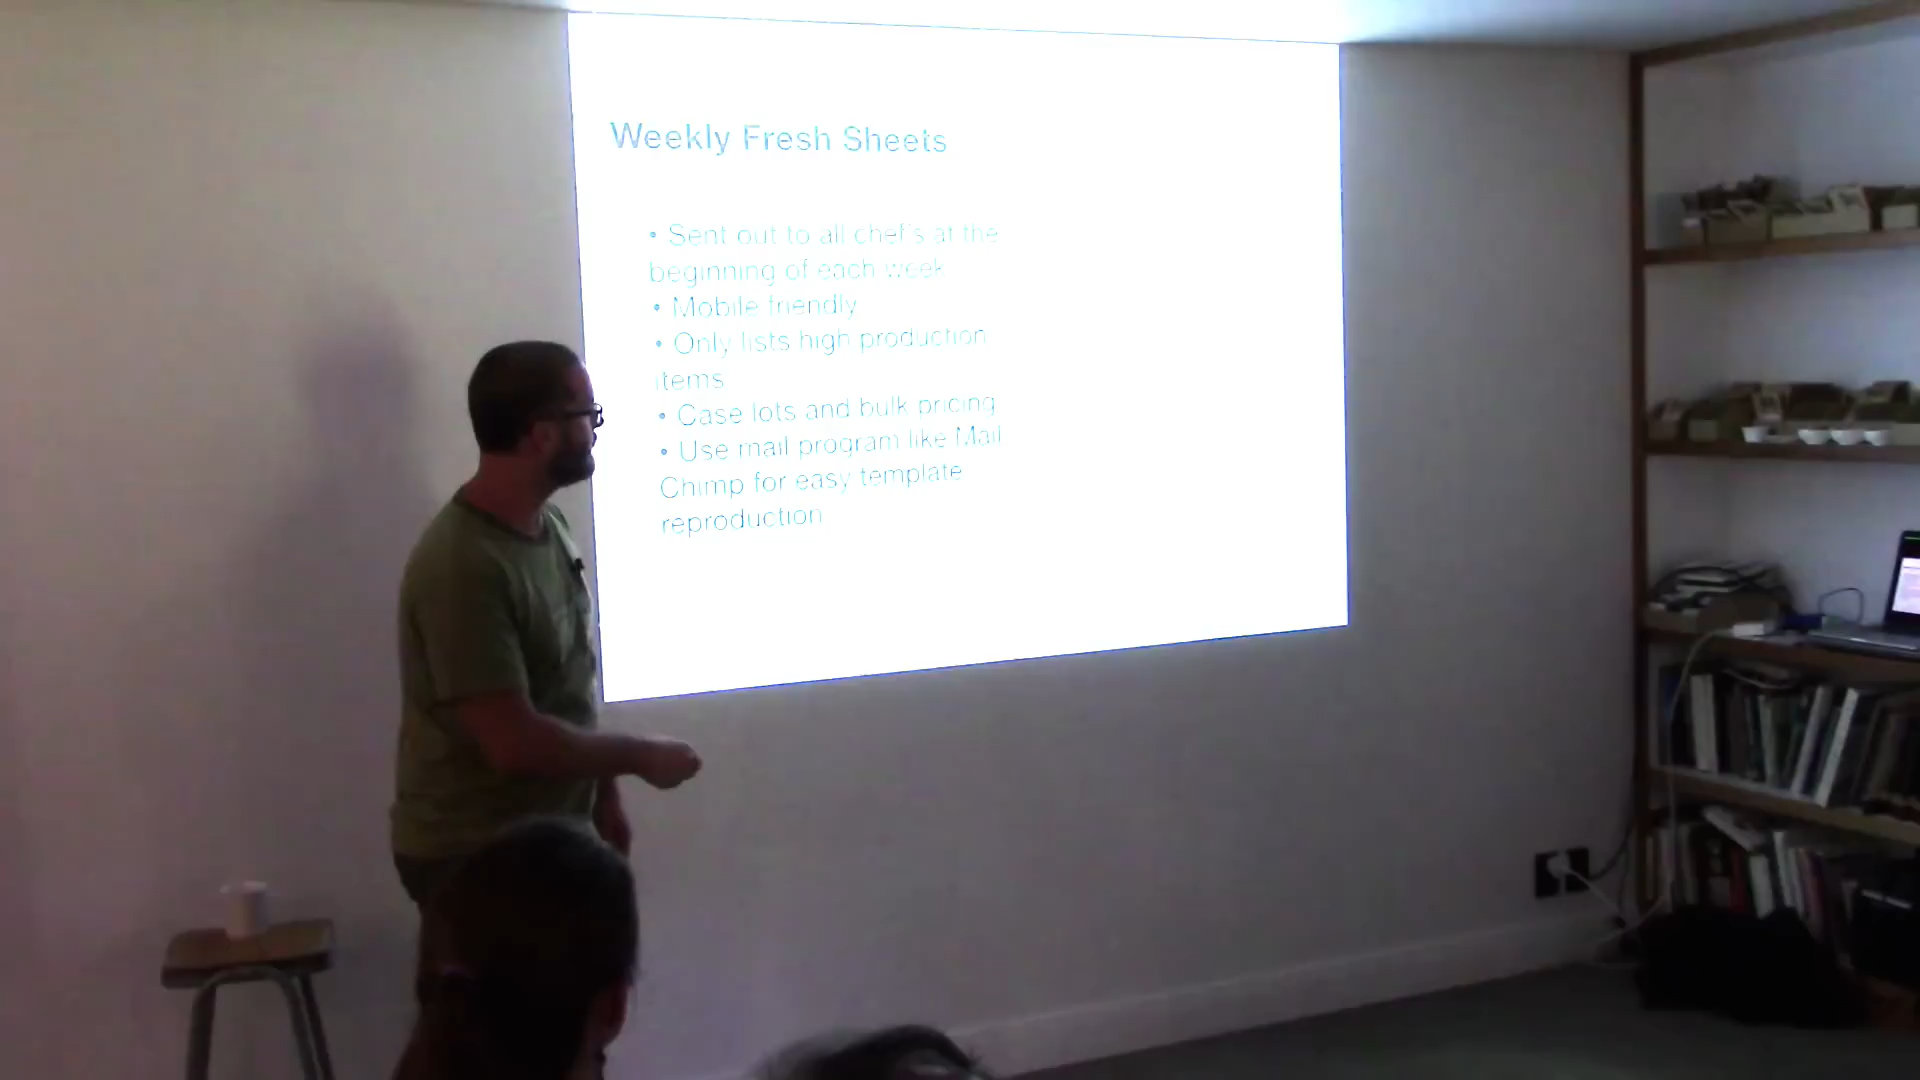 Weekly Fresh Sheets
• Sent out to all chef's at the
beginning of each week
• Mobile friendly
• Only lists high production
items
• Case lots and bulk pricing
• Use mail program like Mail
Chimp for easy template
reproduction